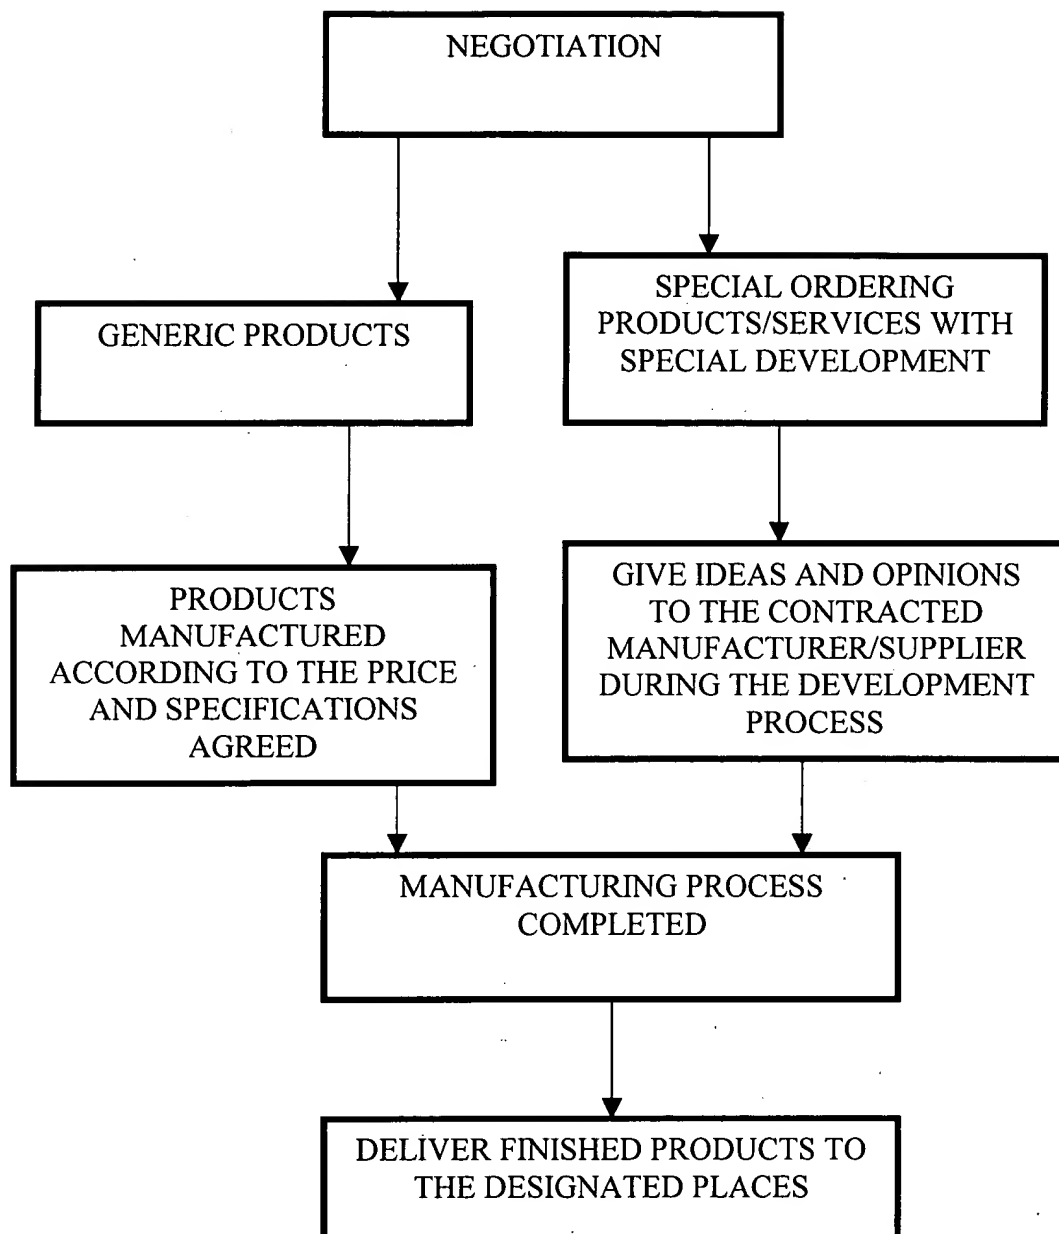 NEGOTIATION
GENERIC PRODUCTS
SPECIAL ORDERING
PRODUCTS/SERVICES WITH
SPECIAL DEVELOPMENT
PRODUCTS
MANUFACTURED
ACCORDING TO THE PRICE
AND SPECIFICATIONS
AGREED
GIVE IDEAS AND OPINIONS
TO THE CONTRACTED
MANUFACTURER/SUPPLIER
DURING THE DEVELOPMENT
PROCESS
MANUFACTURING PROCESS
COMPLETED
DELIVER FINISHED PRODUCTS TO
THE DESIGNATED PLACES